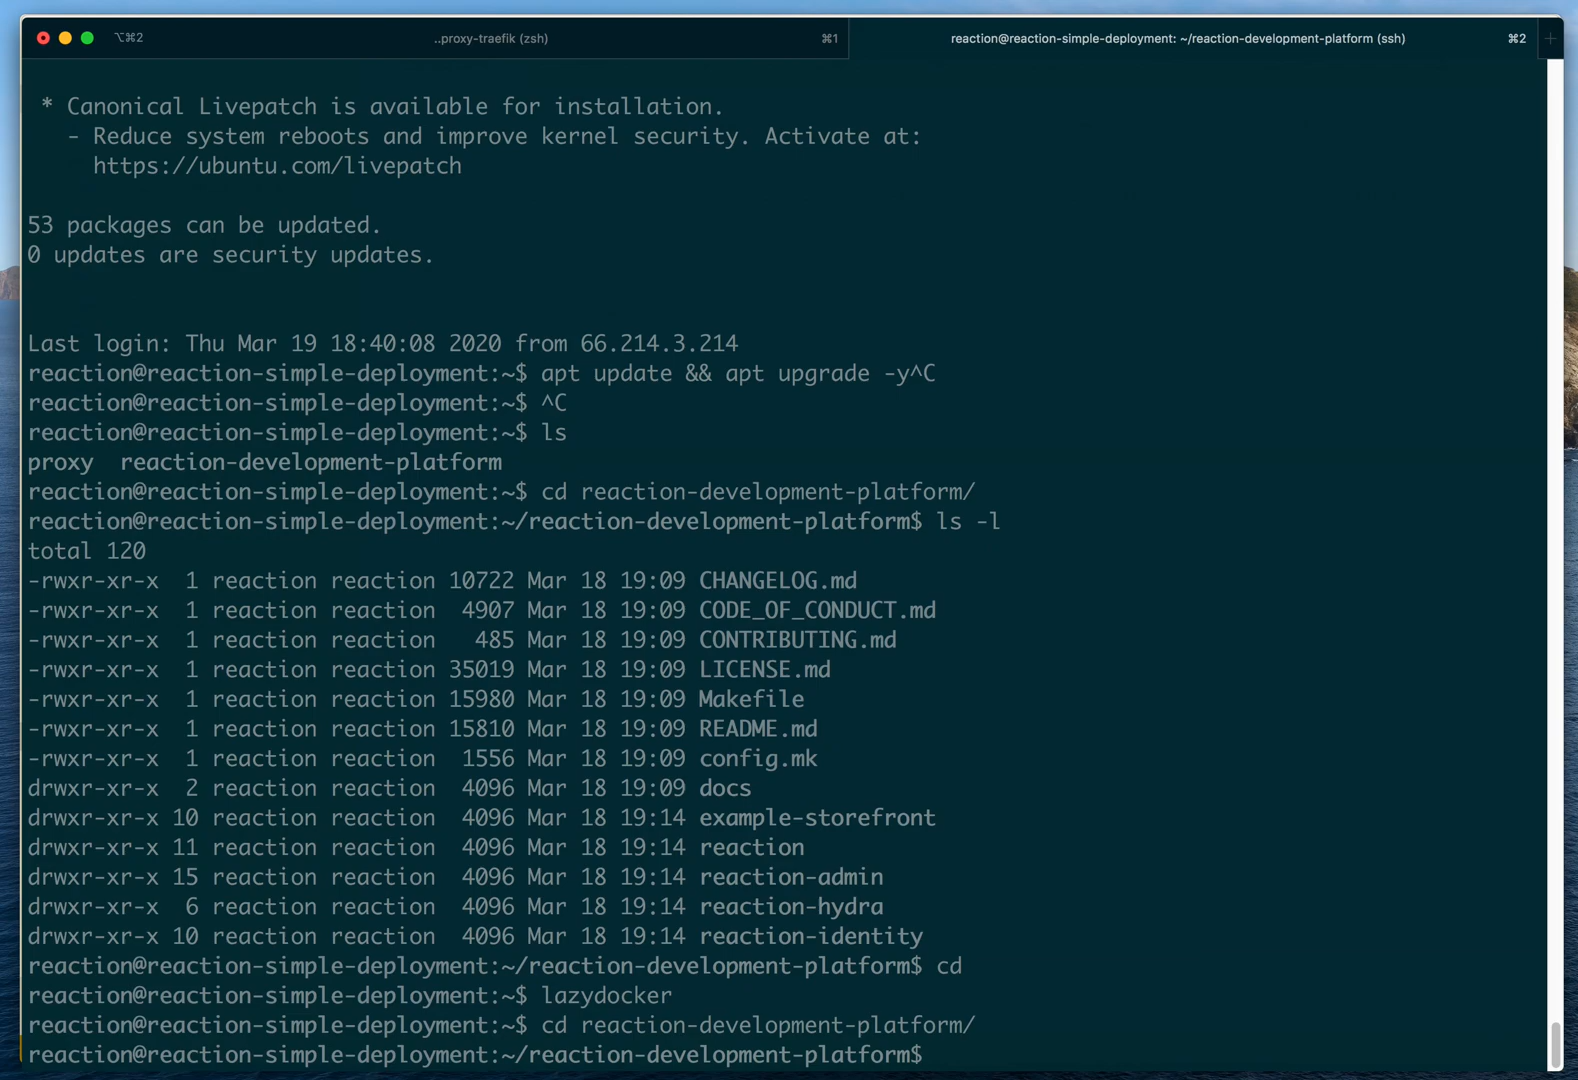 ⌥⌘2
..proxy-traefik (zsh)
⌘1
reaction@reaction-simple-deployment: ~/reaction-development-platform (ssh)
⌘2
+
* Canonical Livepatch is available for installation.
- Reduce system reboots and improve kernel security. Activate at:
https://ubuntu.com/livepatch
53 packages can be updated.
0 updates are security updates.
Last login: Thu Mar 19 18:40:08 2020 from 66.214.3.214
reaction@reaction-simple-deployment:~$ apt update && apt upgrade -y^C
reaction@reaction-simple-deployment:~$ ^C
reaction@reaction-simple-deployment:~$ ls
proxy  reaction-development-platform
reaction@reaction-simple-deployment:~$ cd reaction-development-platform/
reaction@reaction-simple-deployment:~/reaction-development-platform$ ls -l
total 120
-rwxr-xr-x  1 reaction reaction 10722 Mar 18 19:09 CHANGELOG.md
-rwxr-xr-x  1 reaction reaction  4907 Mar 18 19:09 CODE_OF_CONDUCT.md
-rwxr-xr-x  1 reaction reaction   485 Mar 18 19:09 CONTRIBUTING.md
-rwxr-xr-x  1 reaction reaction 35019 Mar 18 19:09 LICENSE.md
-rwxr-xr-x  1 reaction reaction 15980 Mar 18 19:09 Makefile
-rwxr-xr-x  1 reaction reaction 15810 Mar 18 19:09 README.md
-rwxr-xr-x  1 reaction reaction  1556 Mar 18 19:09 config.mk
drwxr-xr-x  2 reaction reaction  4096 Mar 18 19:09 docs
drwxr-xr-x 10 reaction reaction  4096 Mar 18 19:14 example-storefront
drwxr-xr-x 11 reaction reaction  4096 Mar 18 19:14 reaction
drwxr-xr-x 15 reaction reaction  4096 Mar 18 19:14 reaction-admin
drwxr-xr-x  6 reaction reaction  4096 Mar 18 19:14 reaction-hydra
drwxr-xr-x 10 reaction reaction  4096 Mar 18 19:14 reaction-identity
reaction@reaction-simple-deployment:~/reaction-development-platform$ cd
reaction@reaction-simple-deployment:~$ lazydocker
reaction@reaction-simple-deployment:~$ cd reaction-development-platform/
reaction@reaction-simple-deployment:~/reaction-development-platform$